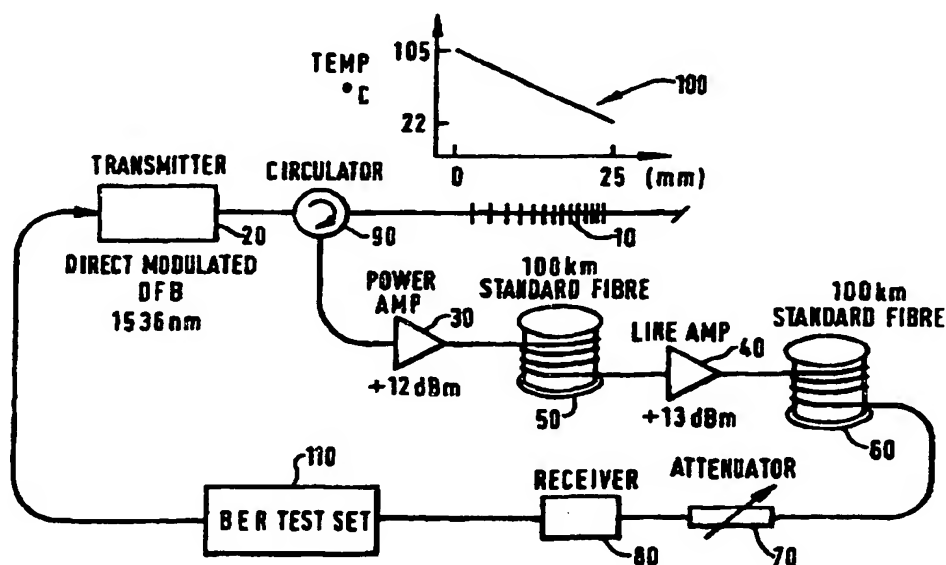 105
TEMP
°C
100
22
0
25
(mm)
TRANSMITTER
CIRCULATOR
20
90
10
DIRECT MODULATED
DFB
1536nm
POWER
AMP
30
+12dBm
100km
STANDARD FIBRE
50
LINE AMP
40
+13dBm
100km
STANDARD FIBRE
60
110
BER TEST SET
RECEIVER
80
ATTENUATOR
70